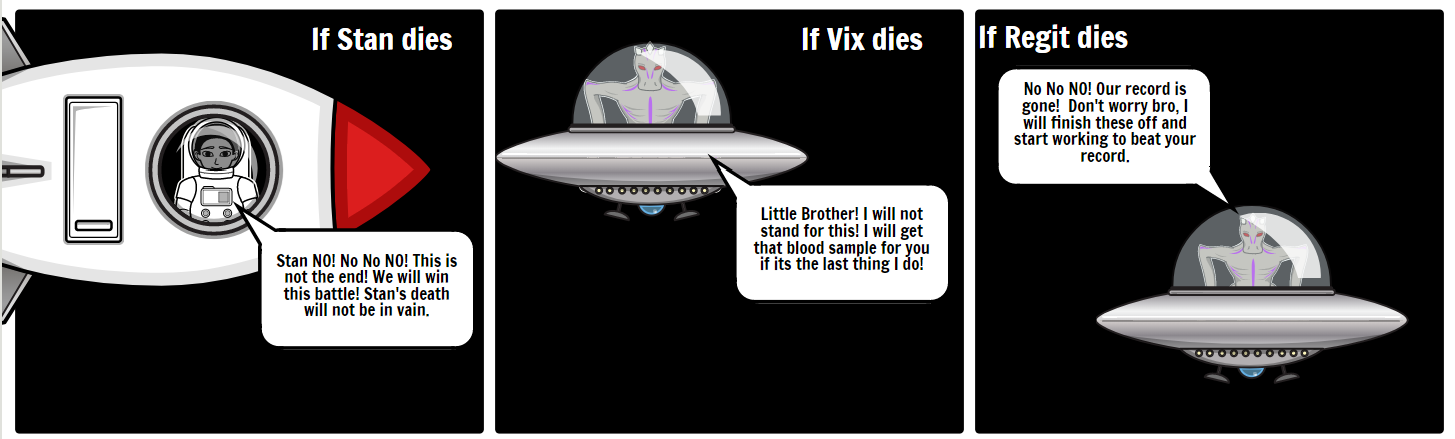 If Stan dies
Stan NO! No No NO! This is
not the end! We will win
this battle! Stan's death
will not be in vain.
If Vix dies
Little Brother! I will not
stand for this! I will get
that blood sample for you
if its the last thing I do!
If Regit dies
No No NO! Our record is
gone! Don't worry bro, I
will finish these off and
start working to beat your
record.